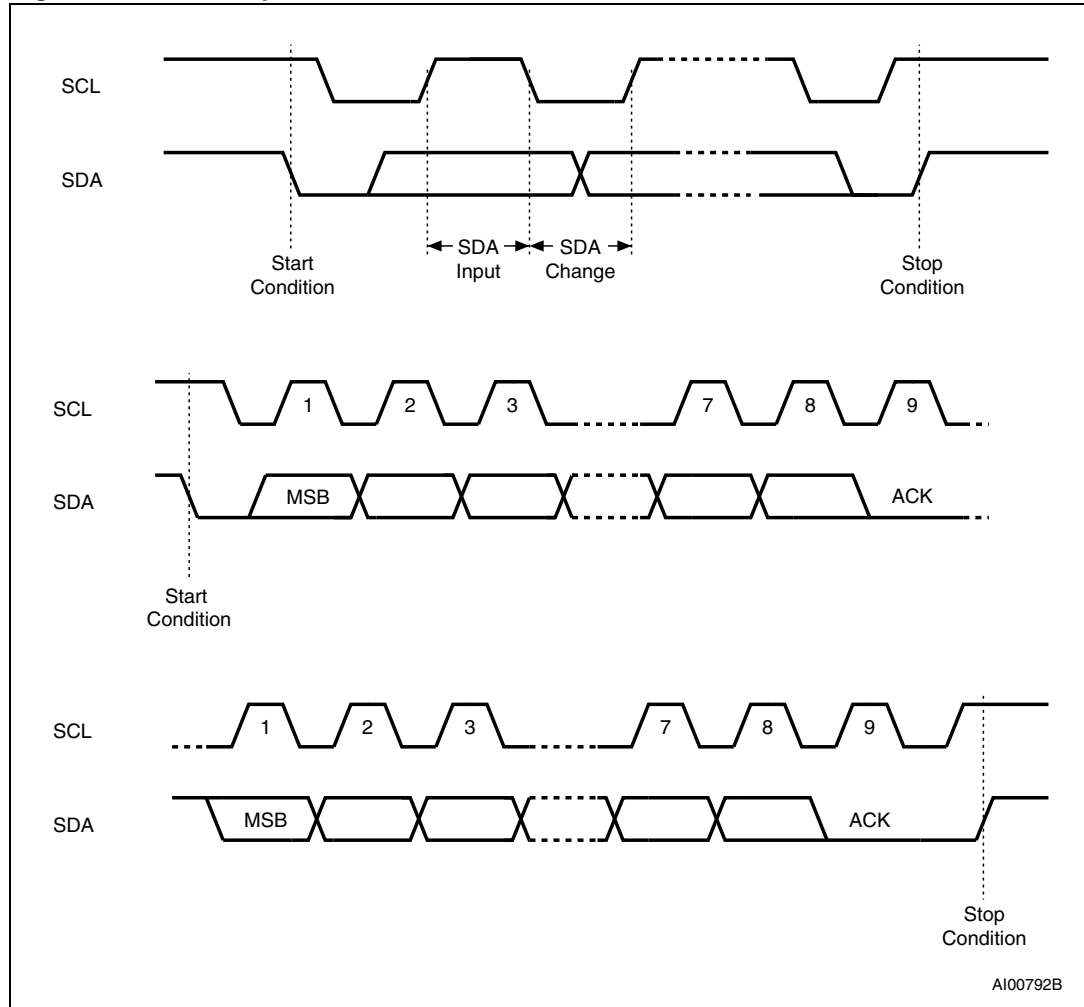 SCL
SDA
SDA Input
SDA Change
Start Condition
Stop Condition
SCL
1 2 3 7 8 9
SDA
MSB ACK
Start Condition
SCL
1 2 3 7 8 9
SDA
MSB ACK
Stop Condition
AI00792B